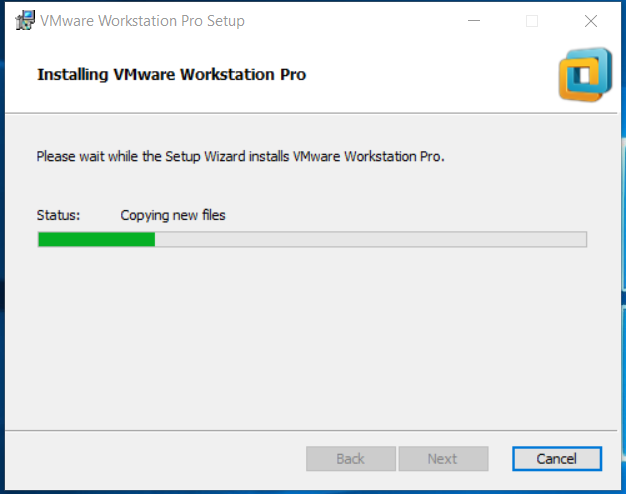 VMware Workstation Pro Setup
Installing VMware Workstation Pro
Please wait while the Setup Wizard installs VMware Workstation Pro.
Status: Copying new files
Back Next Cancel